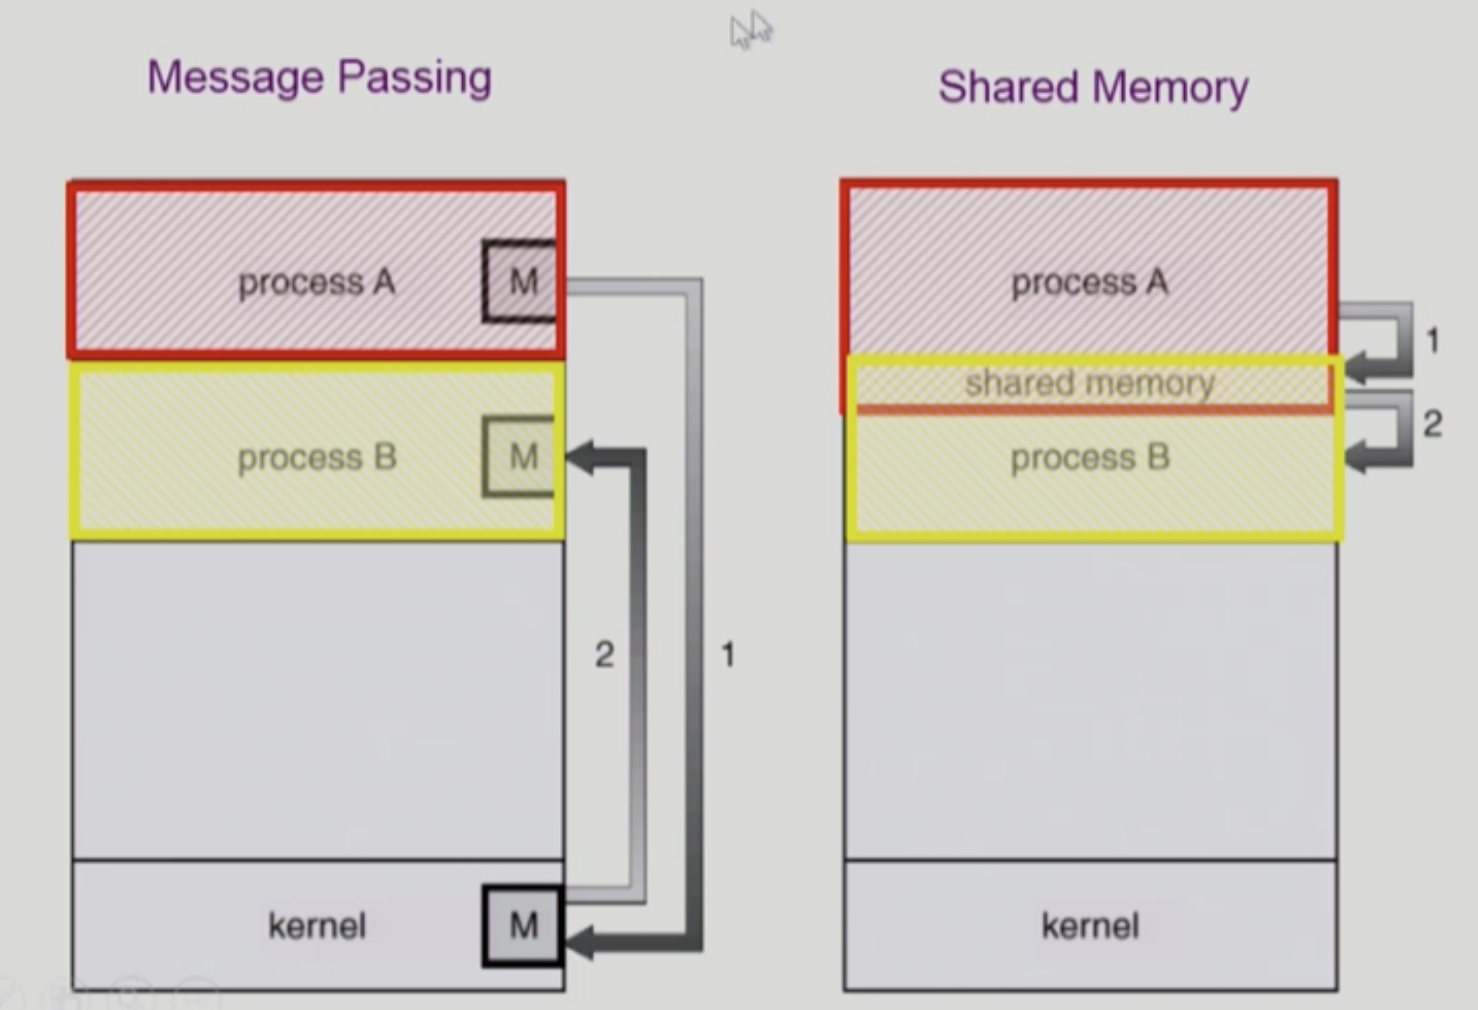 Message Passing
process A
M
process B
M
2
1
kernel
M
Shared Memory
process A
1
shared memory
2
process B
kernel